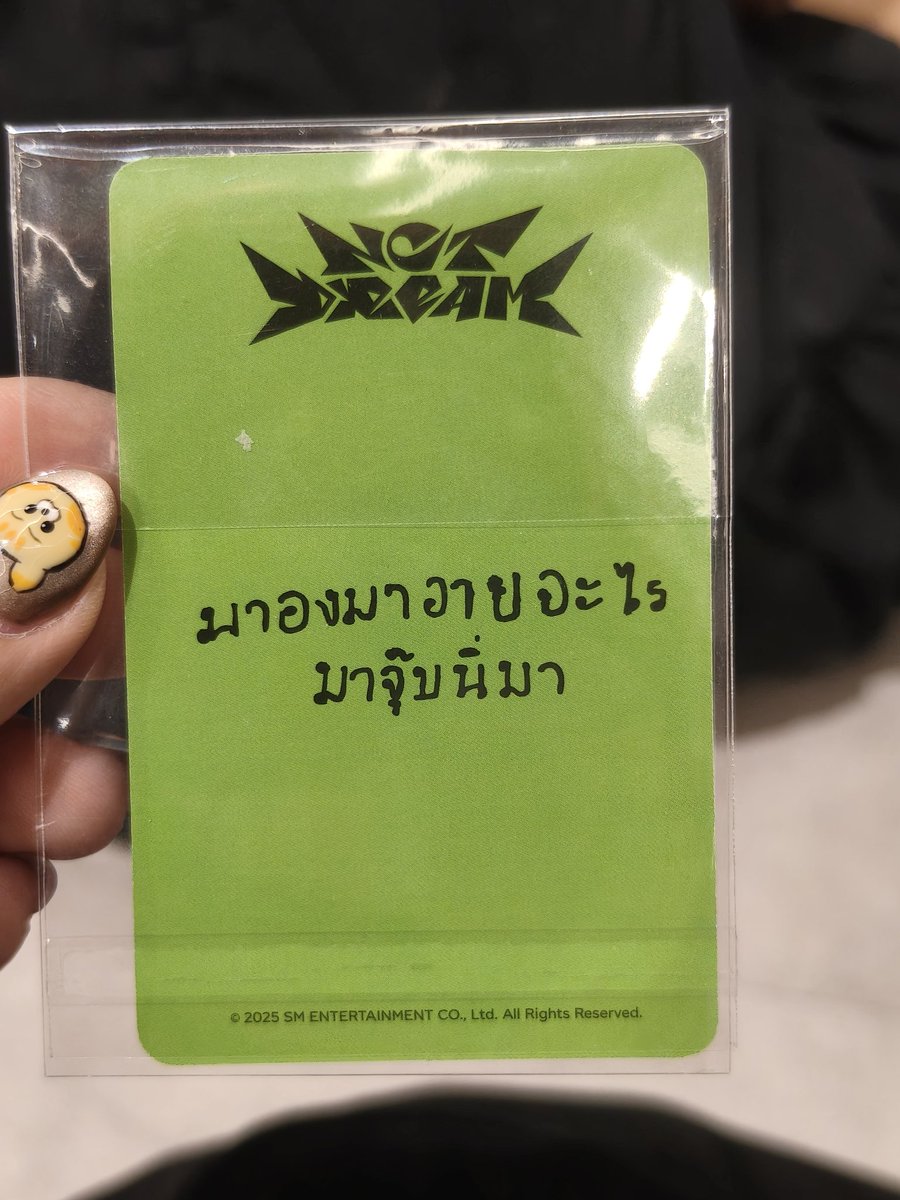 NCT
DREAM
มาองมาอายอะไร
มาจุ๊บนี่มา
© 2025 SM ENTERTAINMENT CO., Ltd. All Rights Reserved.